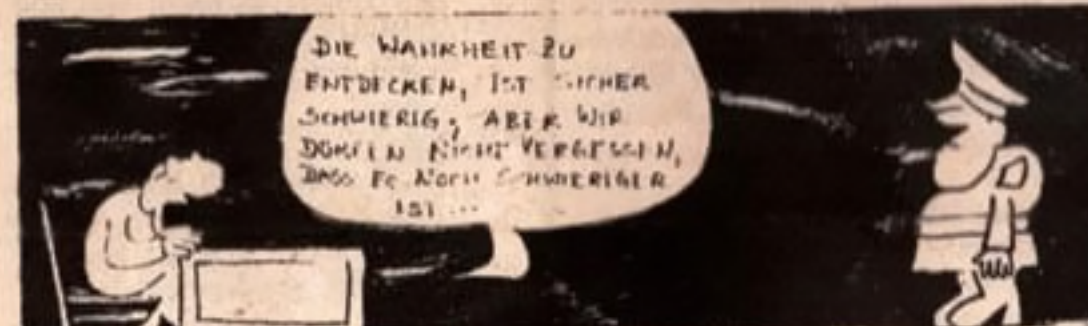 DIE WAHRHEIT ZU
ENTDECKEN, IST SICHER
SCHWIERIG, ABER WIR
DÜRFEN NICHT VERGESSEN,
DASS ES NOCH SCHWIERIGER
IST ...